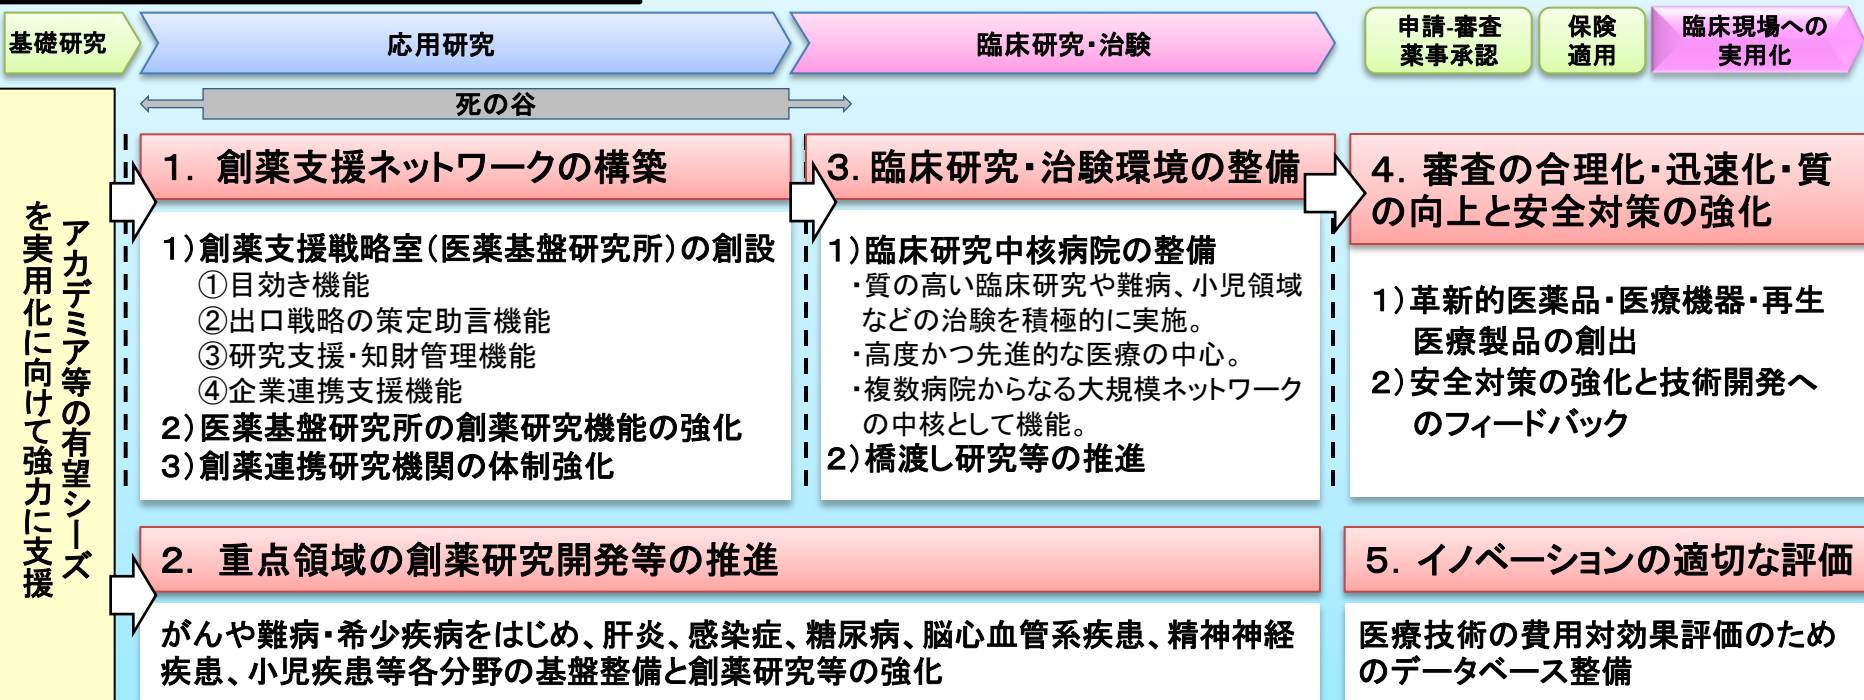 基礎研究
応用研究
臨床研究・治験
申請-審査
薬事承認
保険
適用
臨床現場への
実用化
死の谷
アカデミア等の有望シーズ
を実用化に向けて強力に支援
１．創薬支援ネットワークの構築
１）創薬支援戦略室（医薬基盤研究所）の創設
①目効き機能
②出口戦略の策定助言機能
③研究支援・知財管理機能
④企業連携支援機能
２）医薬基盤研究所の創薬研究機能の強化
３）創薬連携研究機関の体制強化
３．臨床研究・治験環境の整備
１）臨床研究中核病院の整備
・質の高い臨床研究や難病、小児領域
などの治験を積極的に実施。
・高度かつ先進的な医療の中心。
・複数病院からなる大規模ネットワーク
の中核として機能。
２）橋渡し研究等の推進
４．審査の合理化・迅速化・質
の向上と安全対策の強化
１）革新的医薬品・医療機器・再生
医療製品の創出
２）安全対策の強化と技術開発へ
のフィードバック
２．重点領域の創薬研究開発等の推進
がんや難病・希少疾病をはじめ、肝炎、感染症、糖尿病、脳心血管系疾患、精神神経
疾患、小児疾患等各分野の基盤整備と創薬研究等の強化
５．イノベーションの適切な評価
医療技術の費用対効果評価のため
のデータベース整備